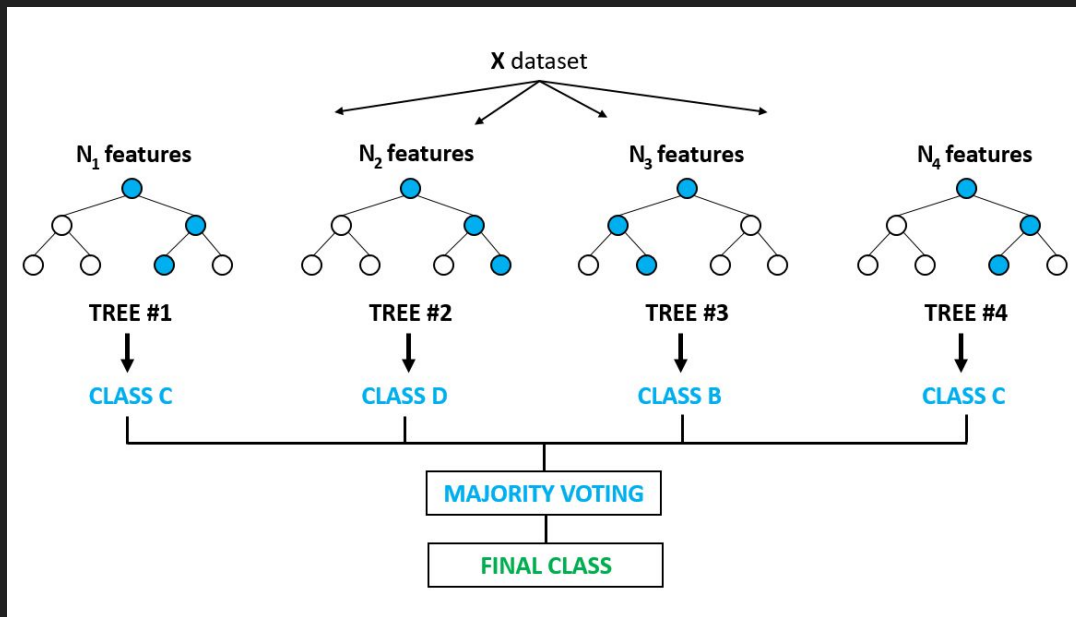 X dataset
N₁ features
N₂ features
N₃ features
N₄ features
TREE #1
TREE #2
TREE #3
TREE #4
CLASS C
CLASS D
CLASS B
CLASS C
MAJORITY VOTING
FINAL CLASS